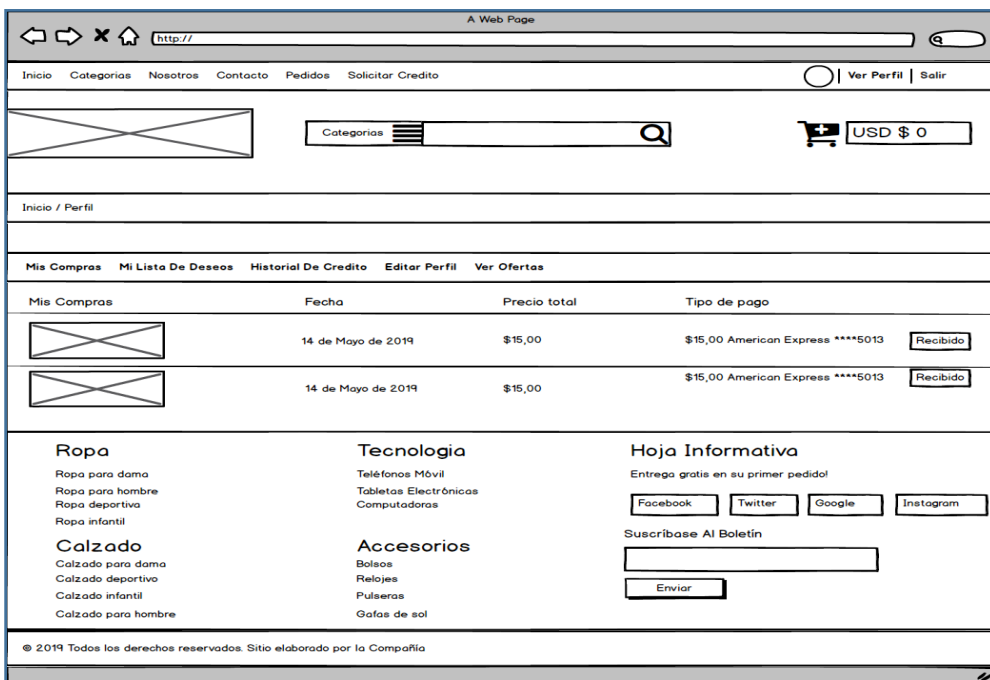 A Web Page
http://
Inicio Categorias Nosotros Contacto Pedidos Solicitar Credito Ver Perfil Salir
Categorias USD $ 0
Inicio / Perfil
Mis Compras Mi Lista De Deseos Historial De Credito Editar Perfil Ver Ofertas
Mis Compras Fecha Precio total Tipo de pago
14 de Mayo de 2019 $15,00 $15,00 American Express ****5013 Recibido
14 de Mayo de 2019 $15,00 $15,00 American Express ****5013 Recibido
Ropa
Ropa para dama
Ropa para hombre
Ropa deportiva
Ropa infantil
Calzado
Calzado para dama
Calzado deportivo
Calzado infantil
Calzado para hombre
Tecnologia
Teléfonos Móvil
Tabletas Electrónicas
Computadoras
Accesorios
Bolsos
Relojes
Pulseras
Gafas de sol
Hoja Informativa
Entrega gratis en su primer pedido!
Facebook Twitter Google Instagram
Suscríbase Al Boletín
Enviar
© 2019 Todos los derechos reservados. Sitio elaborado por la Compañía